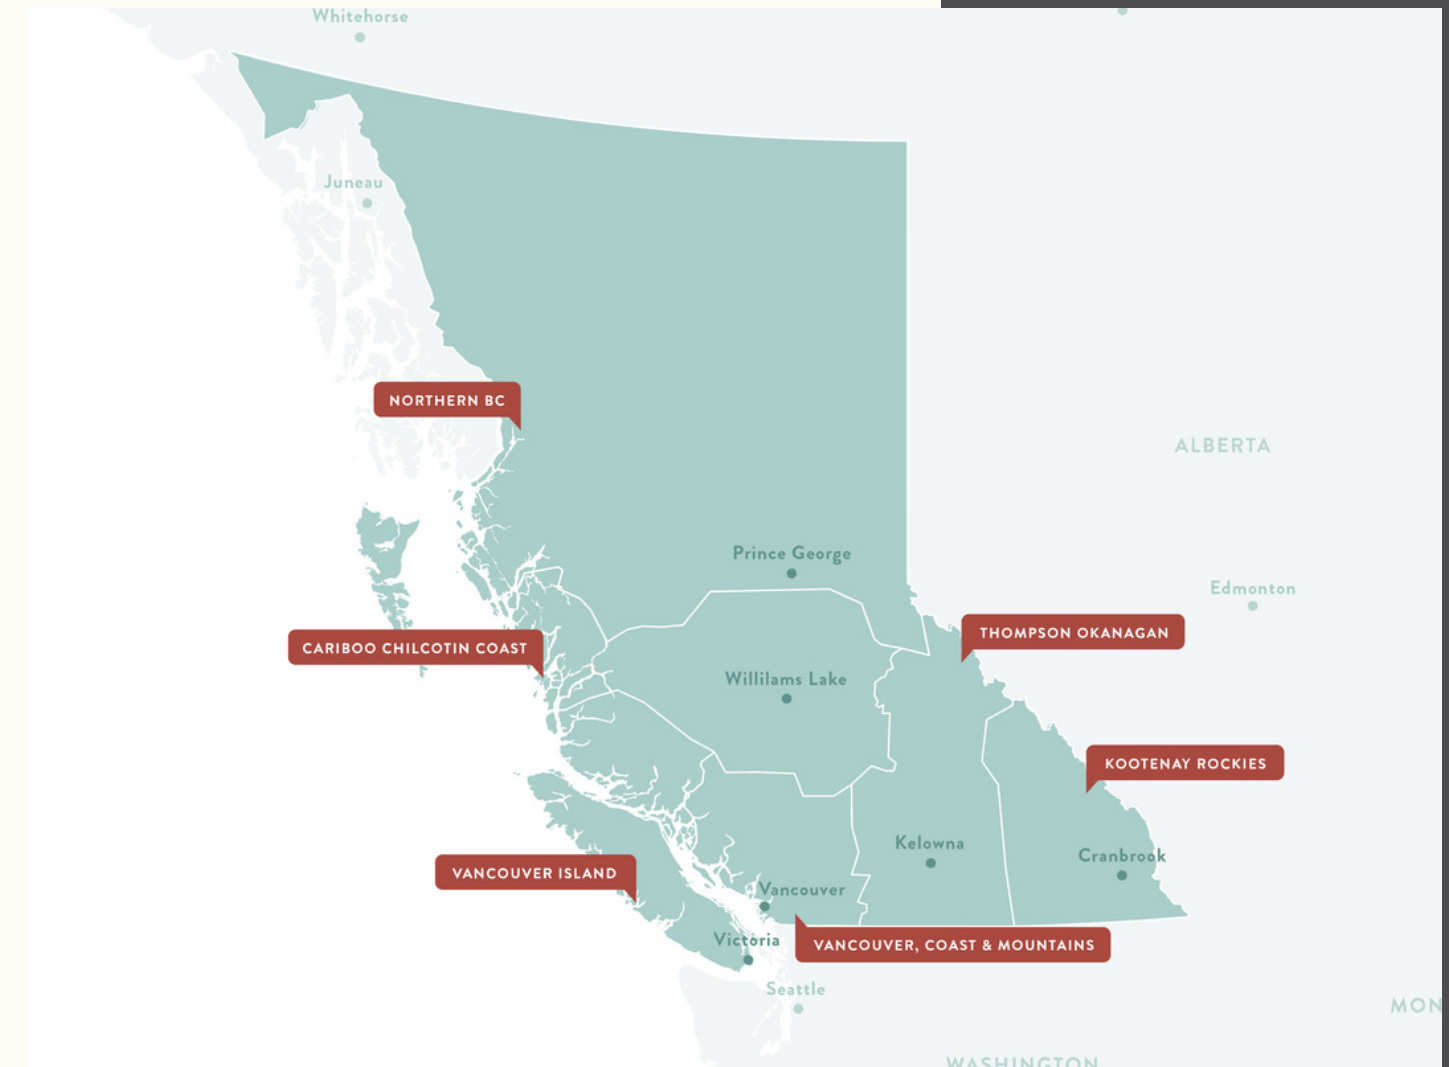 Whitehorse
Juneau
NORTHERN BC
ALBERTA
Prince George
Edmonton
THOMPSON OKANAGAN
CARIBOO CHILCOTIN COAST
Willilams Lake
KOOTENAY ROCKIES
Kelowna
Cranbrook
VANCOUVER ISLAND
Vancouver
Victoria
VANCOUVER, COAST & MOUNTAINS
Seattle
MON
WASHINGTON